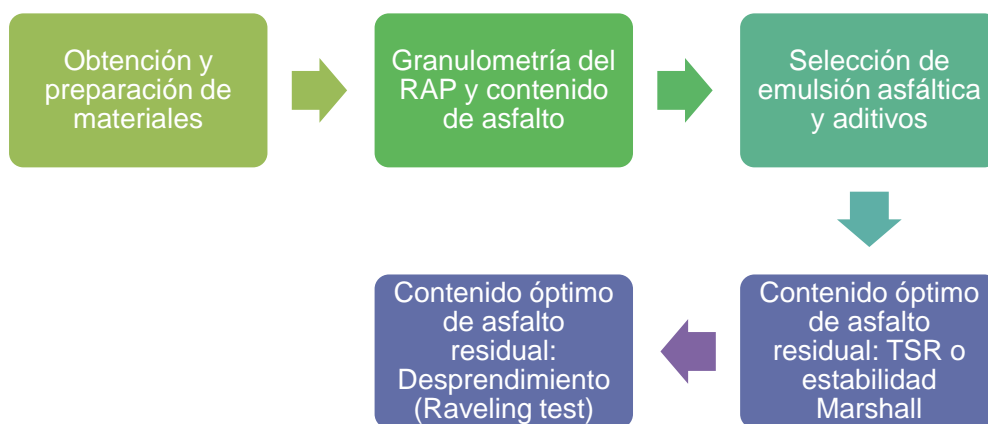 Obtención y
preparación de
materiales
Granulometría del
RAP y contenido
de asfalto
Selección de
emulsión asfáltica
y aditivos
Contenido óptimo
de asfalto
residual: TSR o
estabilidad
Marshall
Contenido óptimo
de asfalto
residual:
Desprendimiento
(Raveling test)